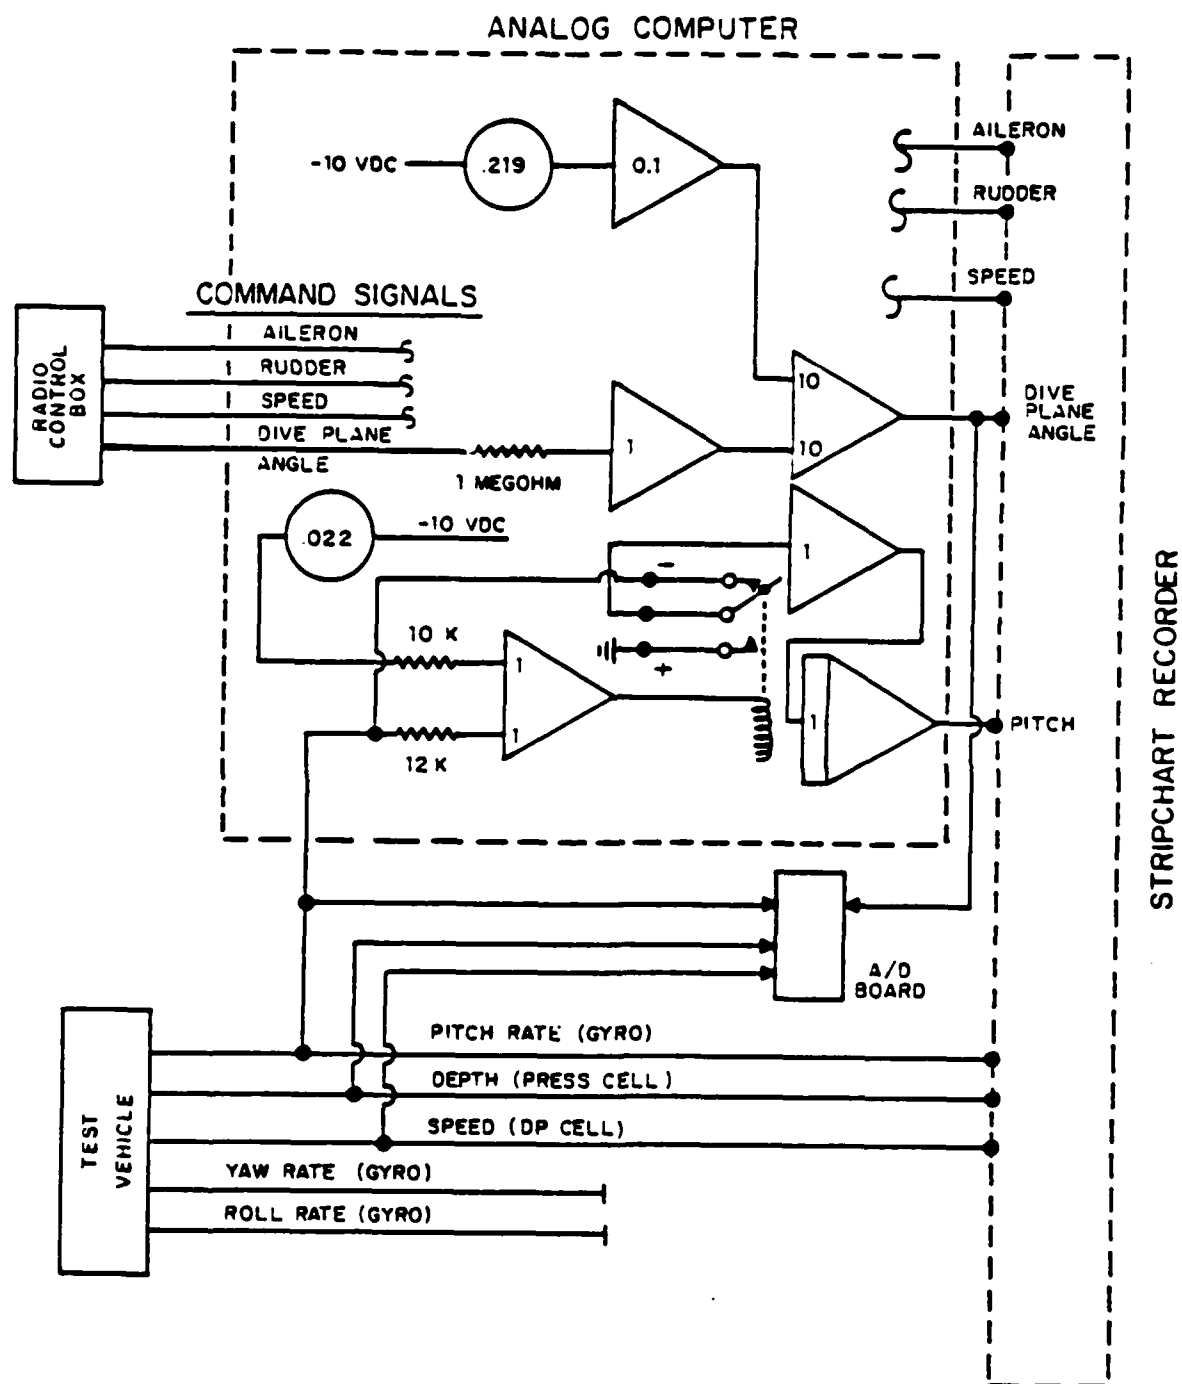 ANALOG COMPUTER
-10 VDC
.219
0.1
AILERON
RUDDER
SPEED
COMMAND SIGNALS
RADIO
CONTROL
BOX
AILERON
RUDDER
SPEED
DIVE PLANE
ANGLE
1 MEGOHM
1
10
10
DIVE
PLANE
ANGLE
.022
-10 VDC
-
+
1
10 K
12 K
1
1
1
PITCH
STRIPCHART RECORDER
A/D
BOARD
TEST
VEHICLE
PITCH RATE (GYRO)
DEPTH (PRESS CELL)
SPEED (DP CELL)
YAW RATE (GYRO)
ROLL RATE (GYRO)